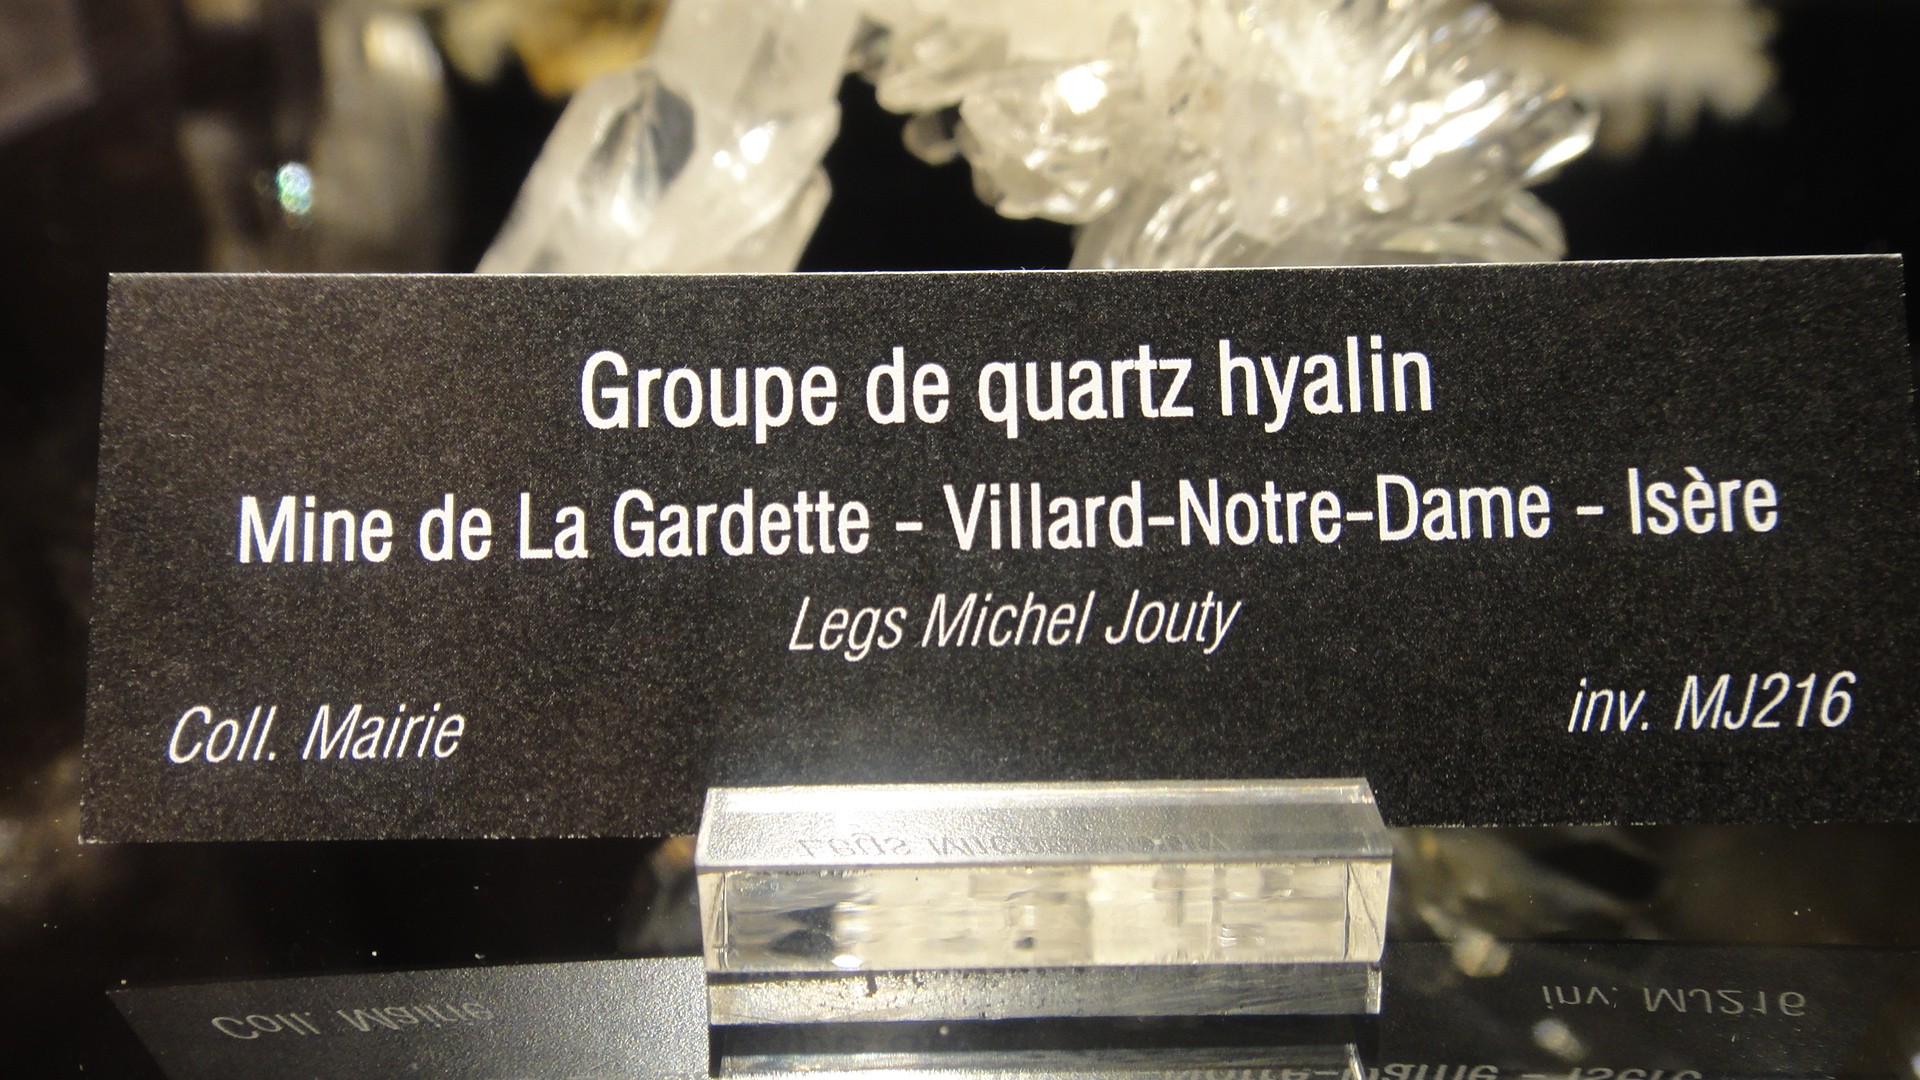 Groupe de quartz hyalin
Mine de La Gardette - Villard-Notre-Dame - Isère
Legs Michel Jouty
Coll. Mairie
inv. MJ216